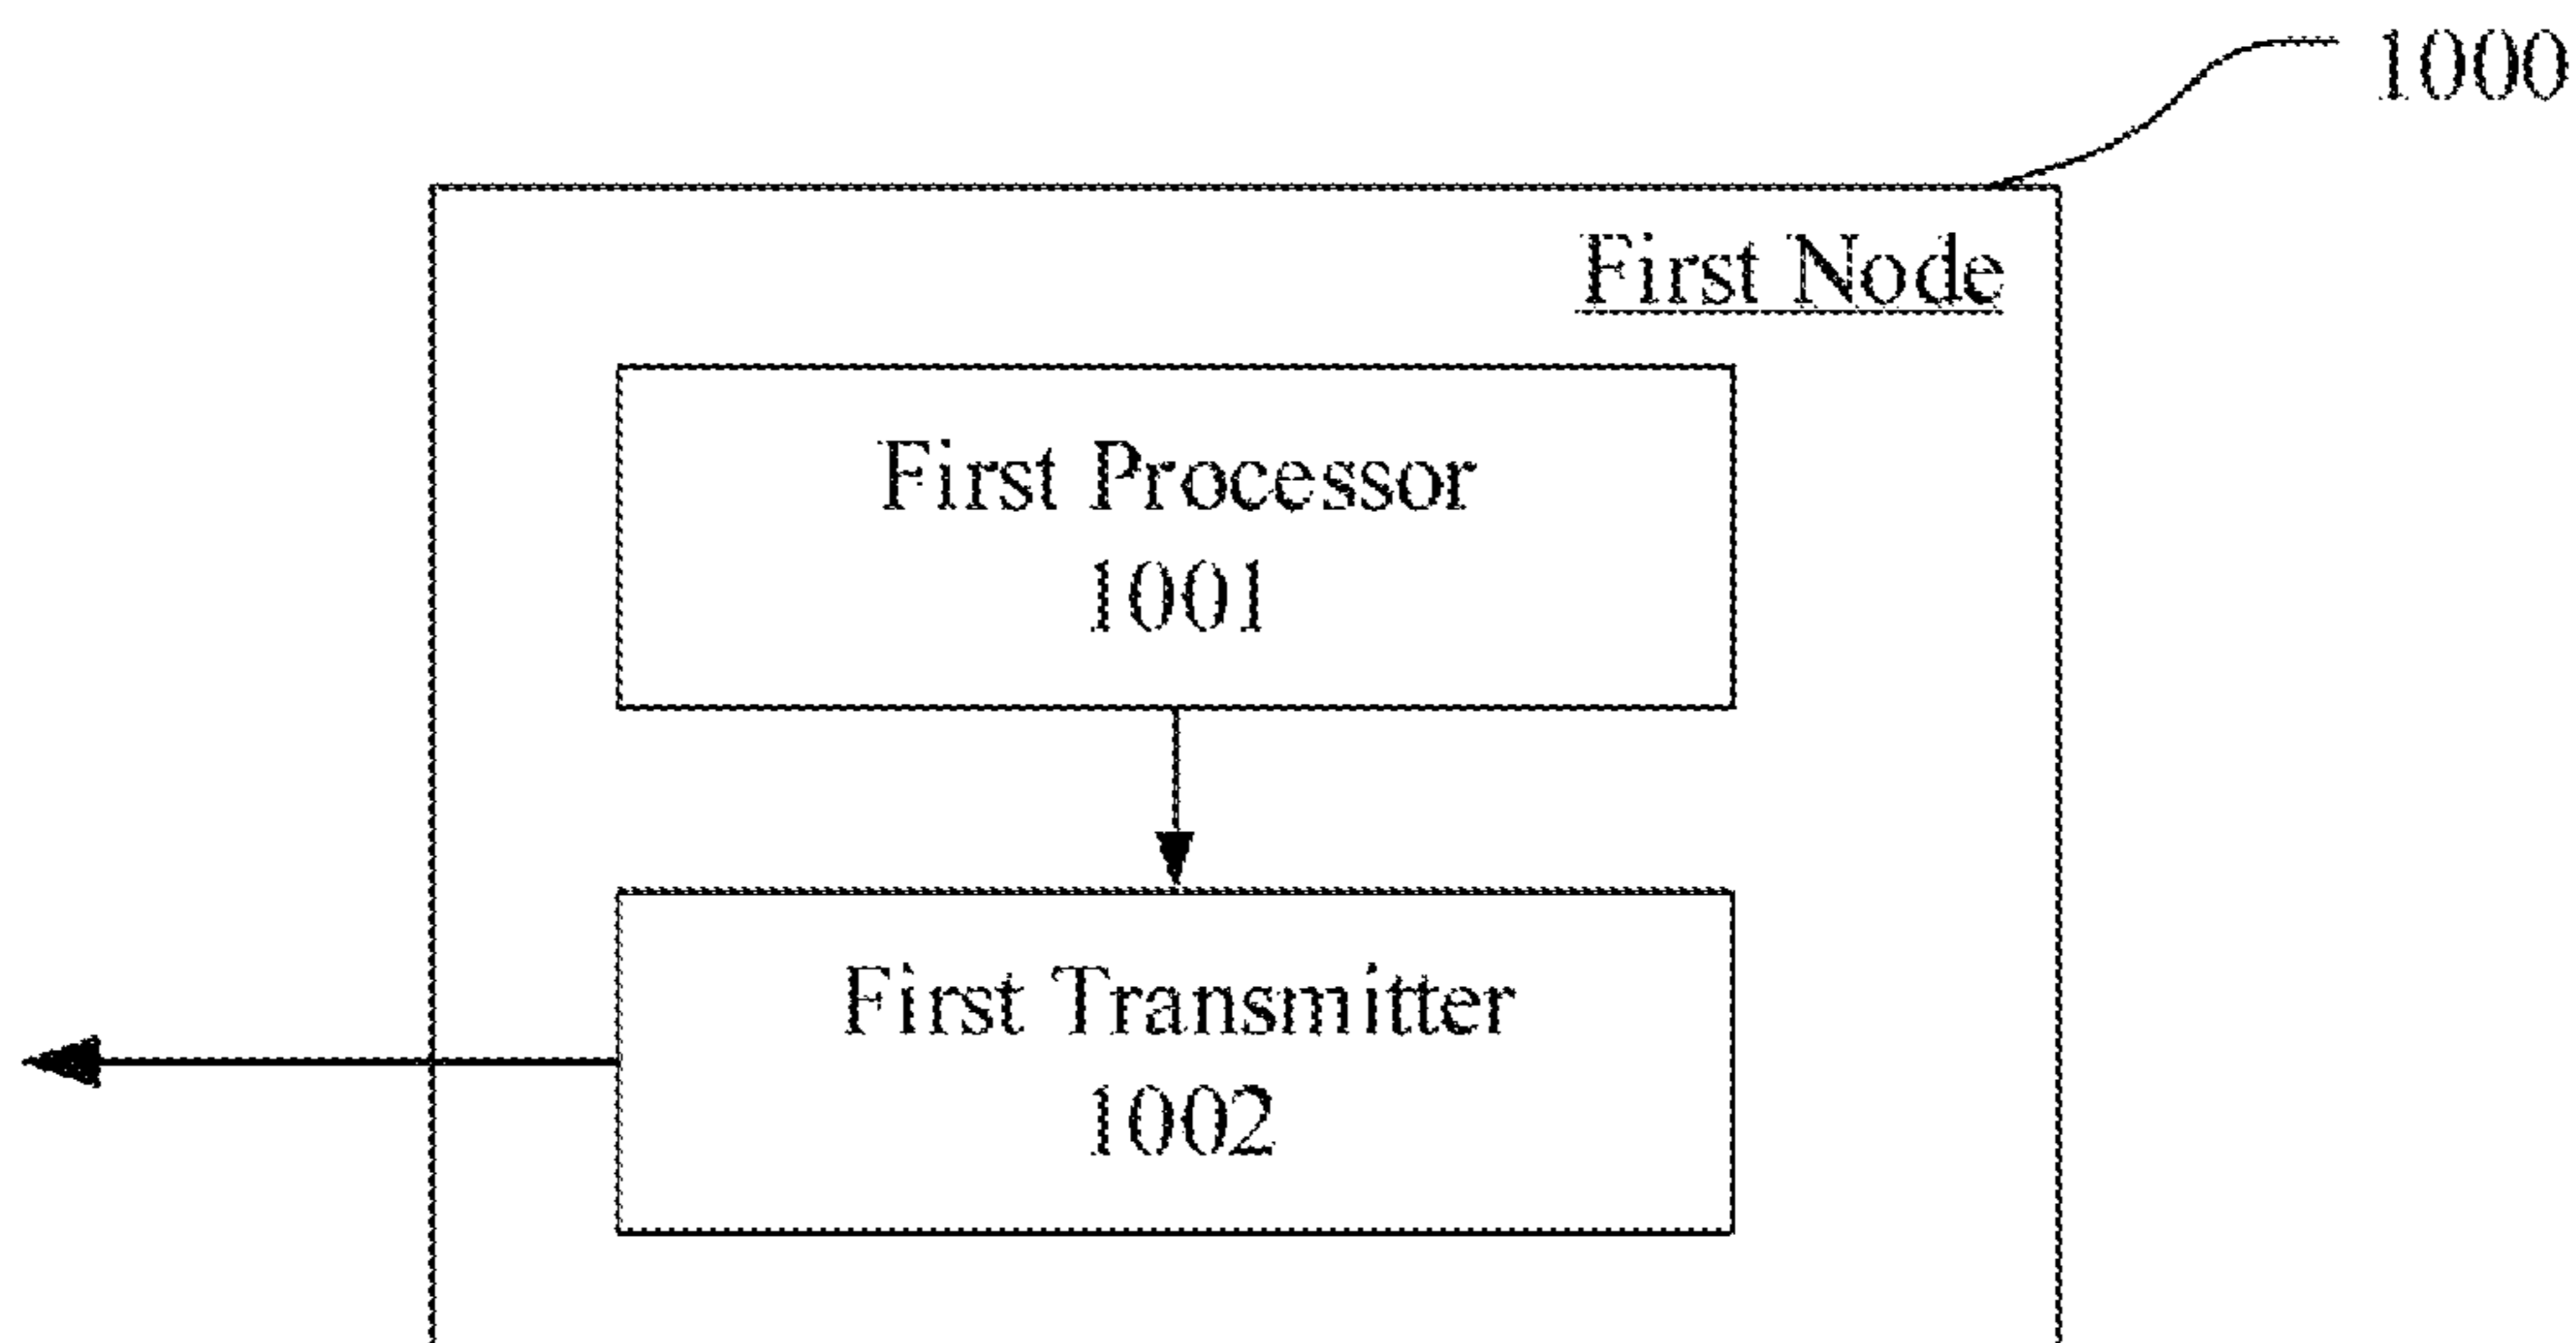 1000
First Node
First Processor
1001
First Transmitter
1002